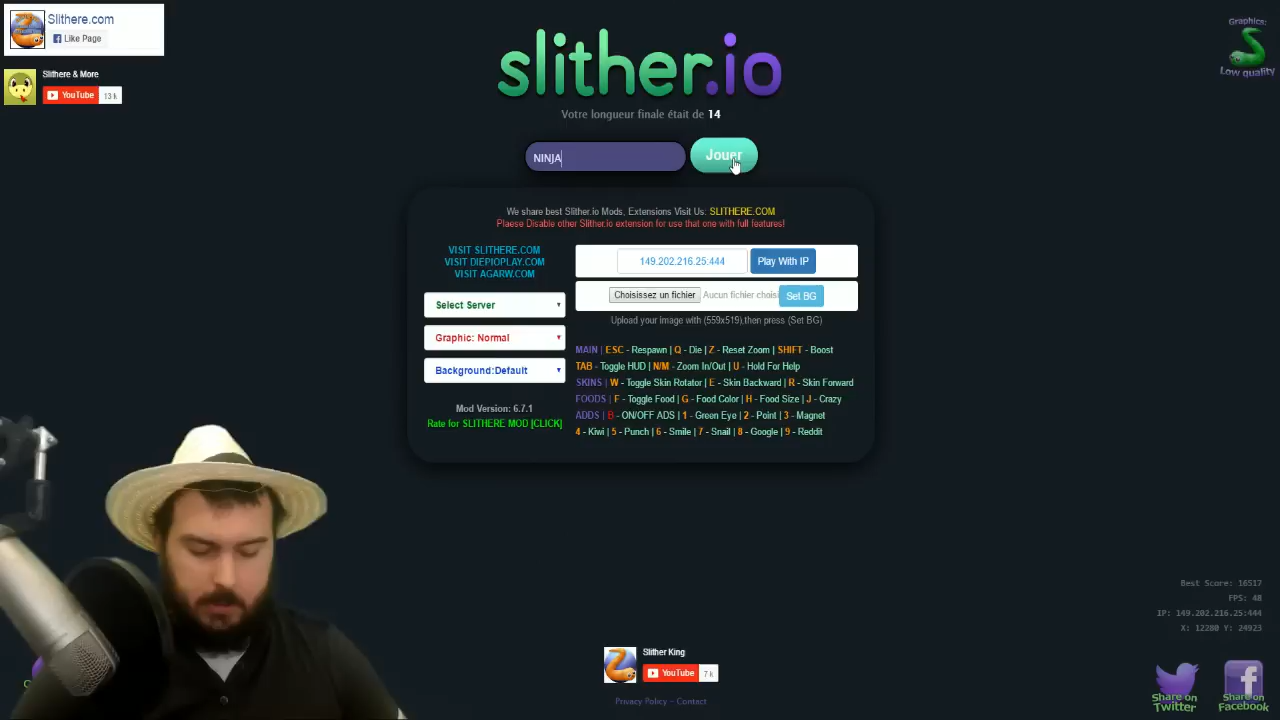 Slithere.com
Like Page
Slithere & More
YouTube 13 k
Graphics:
Low quality
slither.io
Votre longueur finale était de 14
NINJA
Jouer
We share best Slither.io Mods, Extensions Visit Us: SLITHERE.COM
Plaese Disable other Slither.io extension for use that one with full features!
VISIT SLITHERE.COM
VISIT DIEPIOPLAY.COM
VISIT AGARW.COM
149.202.216.25:444 Play With IP
Choisissez un fichier Aucun fichier choisi Set BG
Upload your image with (559x519),then press (Set BG)
Select Server
Graphic: Normal
Background:Default
Mod Version: 6.7.1
Rate for SLITHERE MOD [CLICK]
MAIN | ESC - Respawn | Q - Die | Z - Reset Zoom | SHIFT - Boost
TAB - Toggle HUD | N/M - Zoom In/Out | U - Hold For Help
SKINS | W - Toggle Skin Rotator | E - Skin Backward | R - Skin Forward
FOODS | F - Toggle Food | G - Food Color | H - Food Size | J - Crazy
ADDS | B - ON/OFF ADS | 1 - Green Eye | 2 - Point | 3 - Magnet
4 - Kiwi | 5 - Punch | 6 - Smile | 7 - Snail | 8 - Google | 9 - Reddit
Best Score: 16517
FPS: 48
IP: 149.202.216.25:444
X: 12280 Y: 24923
Slither King
YouTube 7k
Privacy Policy - Contact
Share on
Twitter
Share on
Facebook